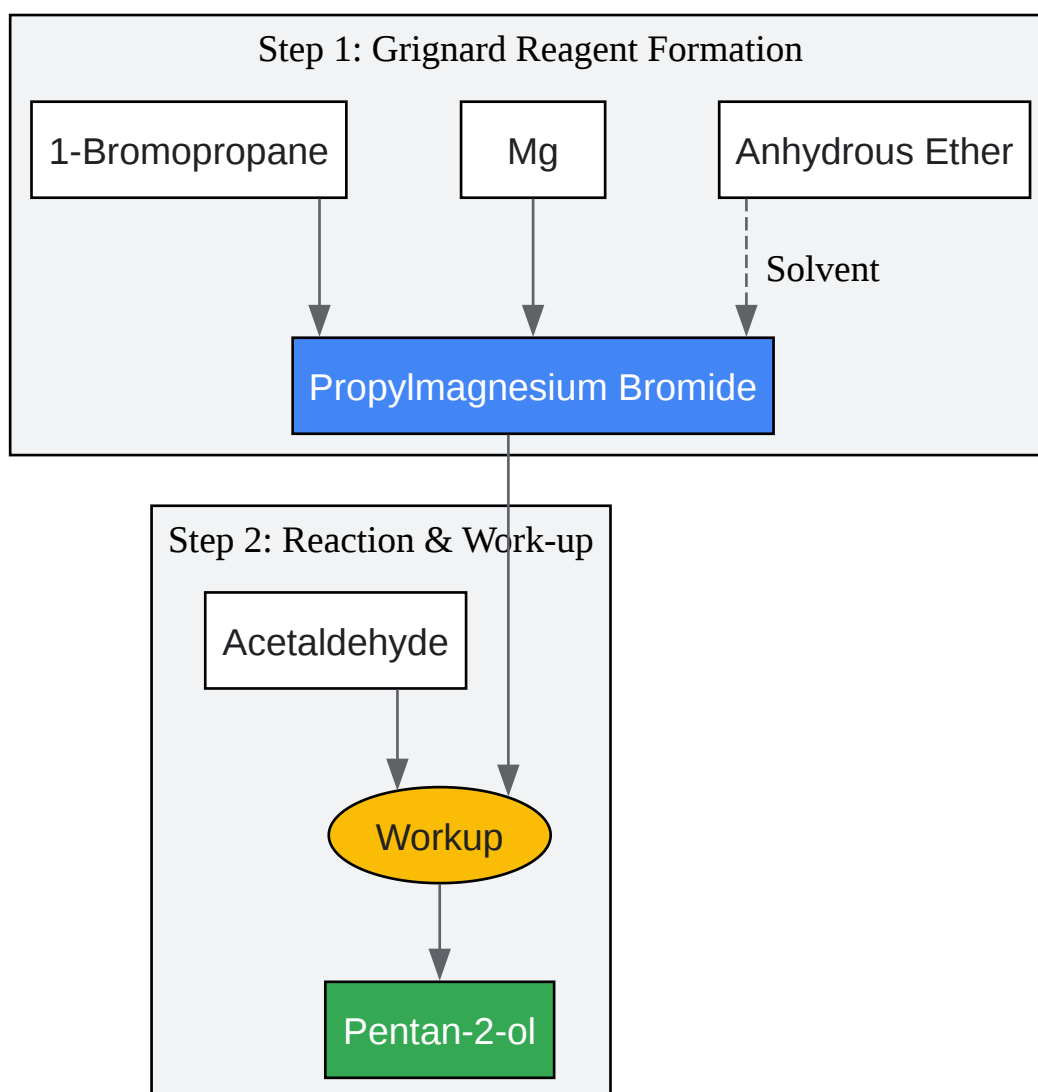 Step 1: Grignard Reagent Formation
1-Bromopropane
Mg
Anhydrous Ether
Solvent
Propylmagnesium Bromide
Step 2: Reaction & Work-up
Acetaldehyde
Workup
Pentan-2-ol